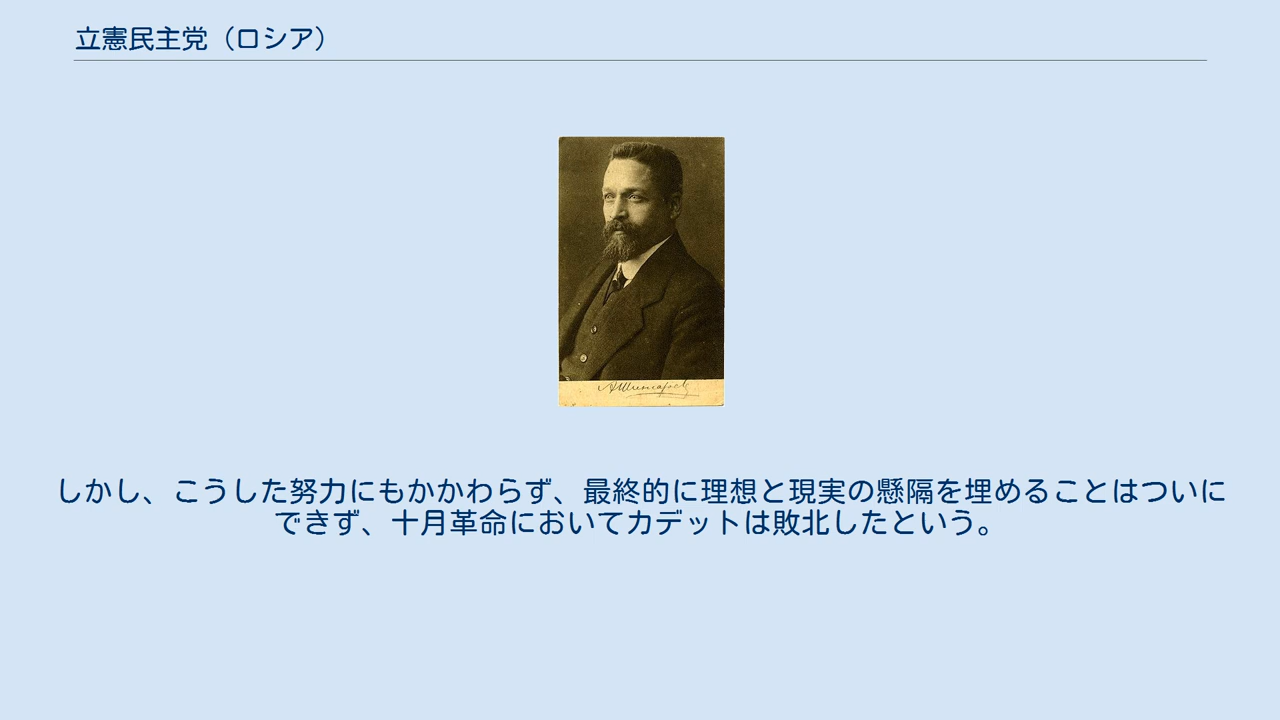 立憲民主党（ロシア）
しかし、こうした努力にもかかわらず、最終的に理想と現実の懸隔を埋めることはついに
できず、十月革命においてカデットは敗北したという。